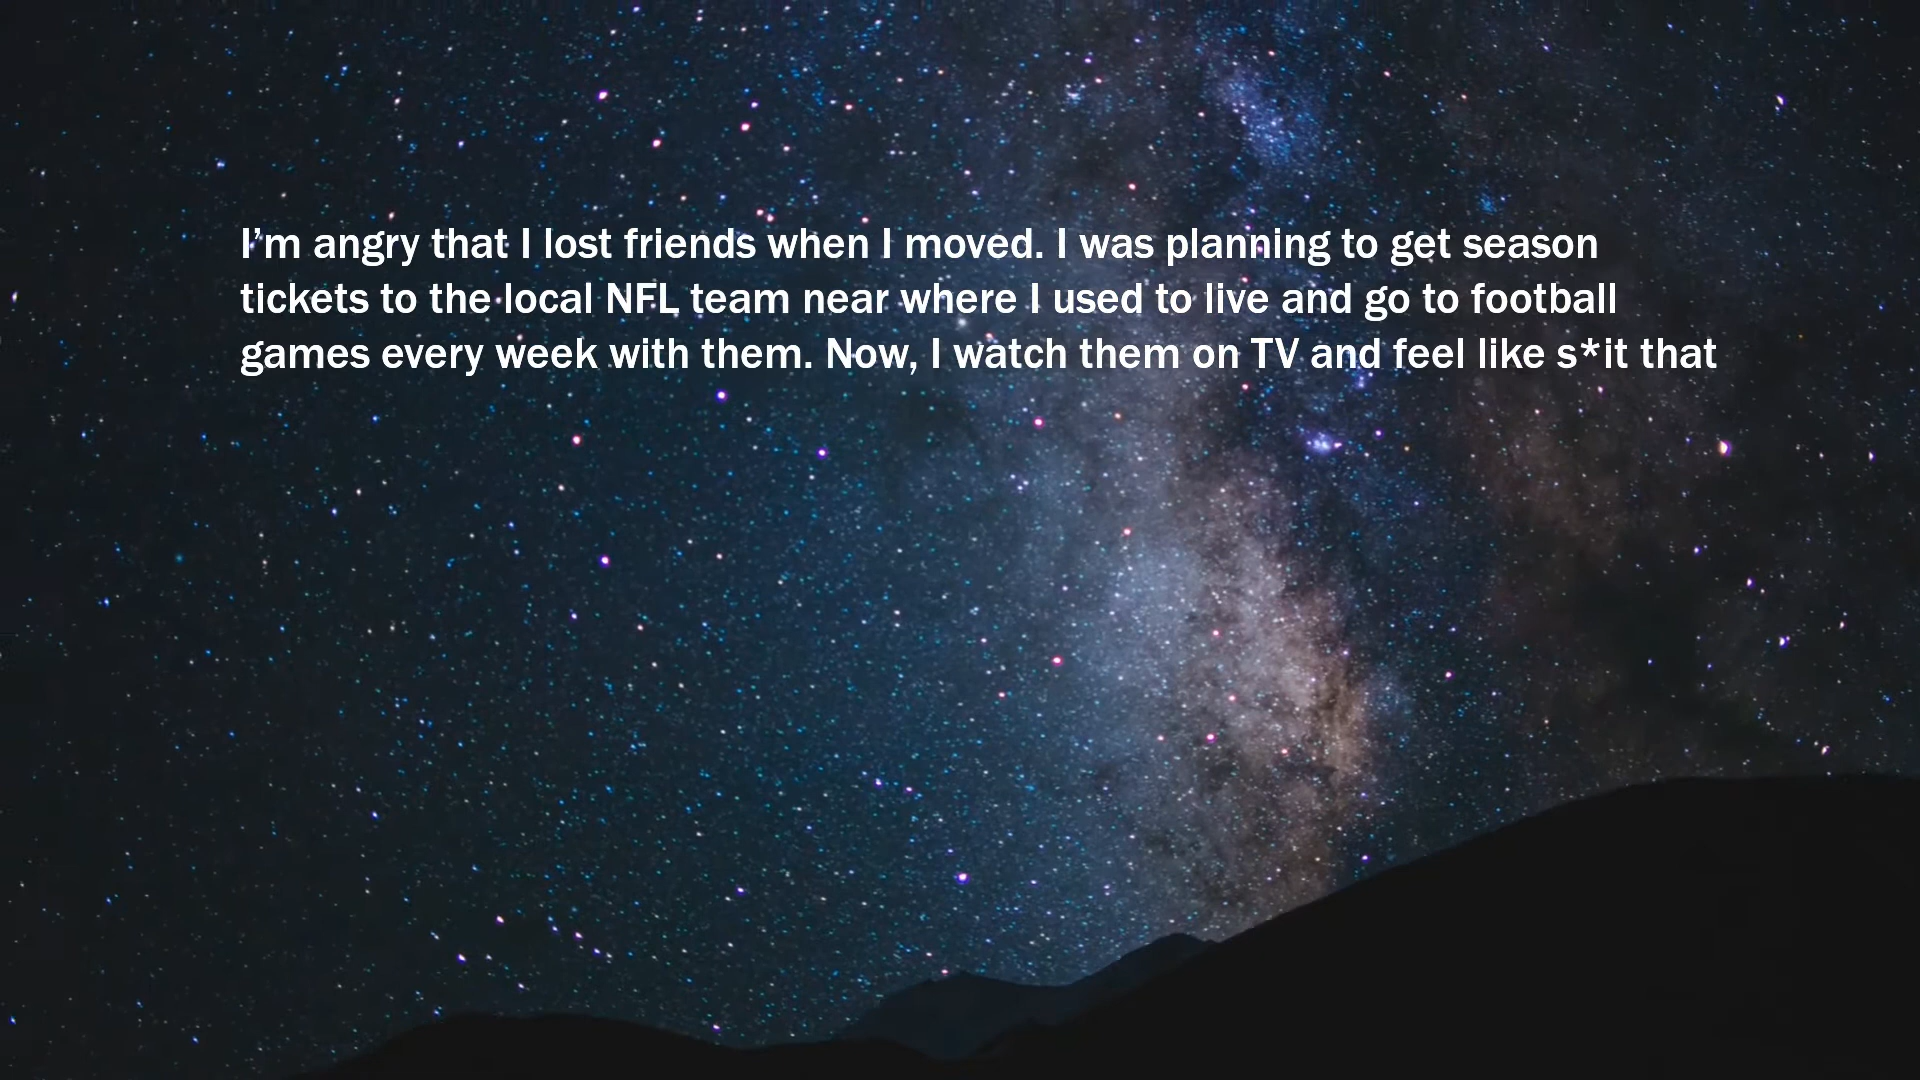 I’m angry that I lost friends when I moved. I was planning to get season
tickets to the local NFL team near where I used to live and go to football
games every week with them. Now, I watch them on TV and feel like s*it that